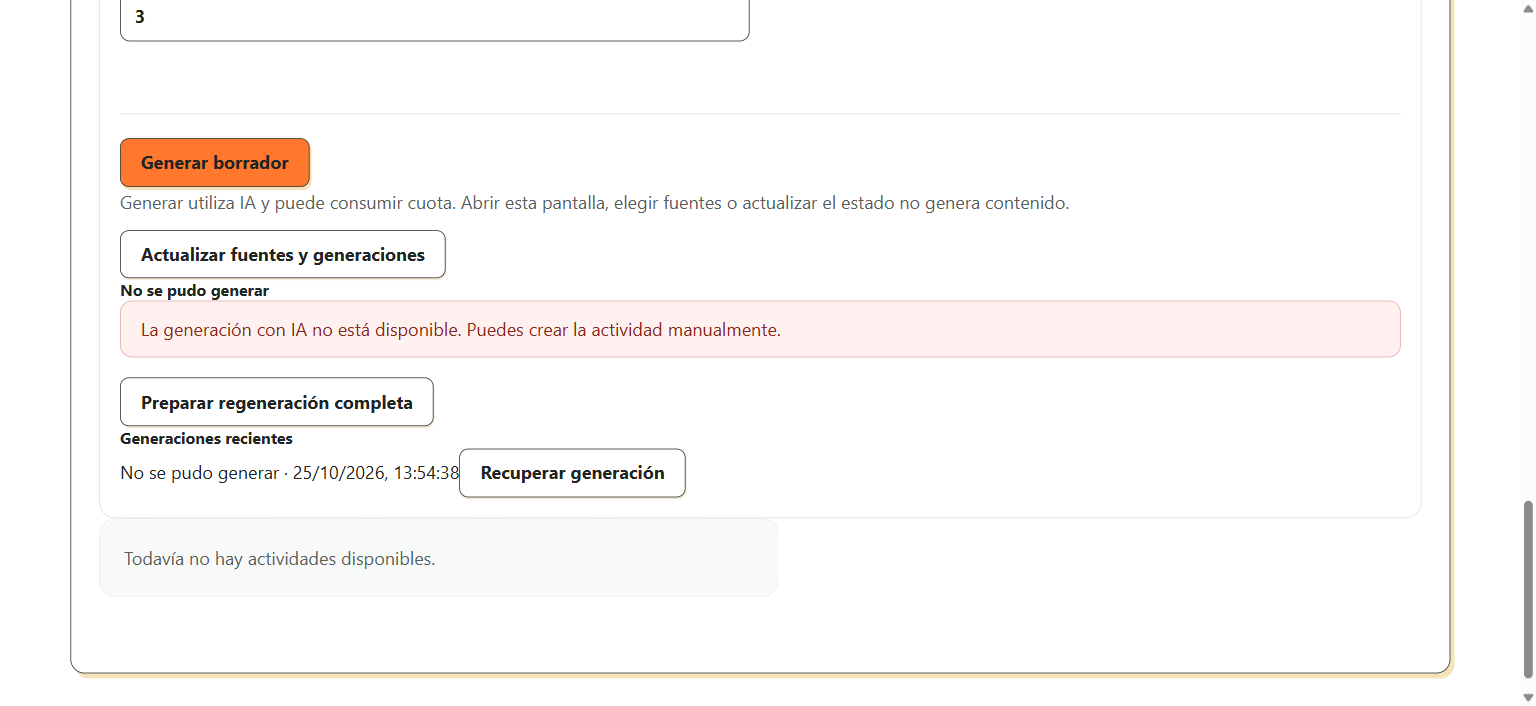 3
Generar borrador
Generar utiliza IA y puede consumir cuota. Abrir esta pantalla, elegir fuentes o actualizar el estado no genera contenido.
Actualizar fuentes y generaciones
No se pudo generar
La generación con IA no está disponible. Puedes crear la actividad manualmente.
Preparar regeneración completa
Generaciones recientes
No se pudo generar · 25/10/2026, 13:54:38 Recuperar generación
Todavía no hay actividades disponibles.